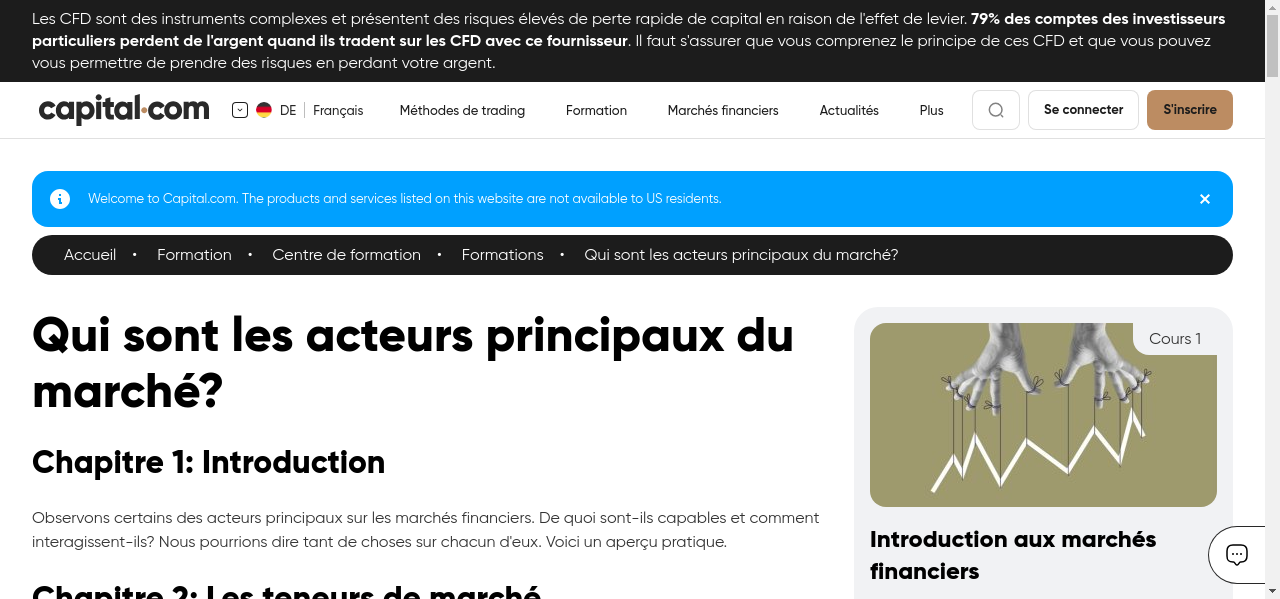 Les CFD sont des instruments complexes et présentent des risques élevés de perte rapide de capital en raison de l'effet de levier. 79% des comptes des investisseurs
particuliers perdent de l'argent quand ils tradent sur les CFD avec ce fournisseur. Il faut s'assurer que vous comprenez le principe de ces CFD et que vous pouvez
vous permettre de prendre des risques en perdant votre argent.
capital.com
DE
Français
Méthodes de trading
Formation
Marchés financiers
Actualités
Plus
Se connecter
S'inscrire
Welcome to Capital.com. The products and services listed on this website are not available to US residents.
Accueil • Formation • Centre de formation • Formations • Qui sont les acteurs principaux du marché?
Qui sont les acteurs principaux du
marché?
Chapitre 1: Introduction
Observons certains des acteurs principaux sur les marchés financiers. De quoi sont-ils capables et comment
interagissent-ils? Nous pourrions dire tant de choses sur chacun d'eux. Voici un aperçu pratique.
Chapitre 2: Les teneurs de marché
Cours 1
Introduction aux marchés
financiers